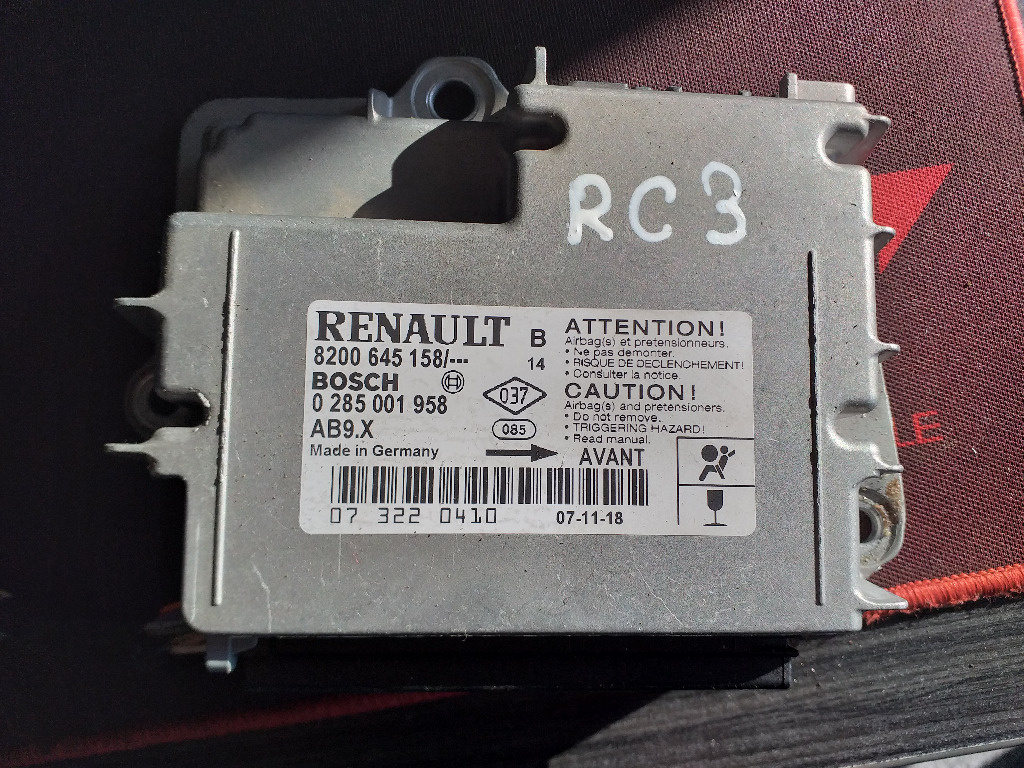 RC3
RENAULT B
8200 645 158/---
14
BOSCH
0 285 001 958
037
AB9.X
085
Made in Germany
AVANT
ATTENTION!
Airbag(s) et pretensionneurs.
• Ne pas demonter.
• RISQUE DE DECLENCHEMENT!
• Consulter la notice.
CAUTION!
Airbag(s) and pretensioners.
• Do not remove.
• TRIGGERING HAZARD!
• Read manual.
07 322 0410
07-11-18
LE